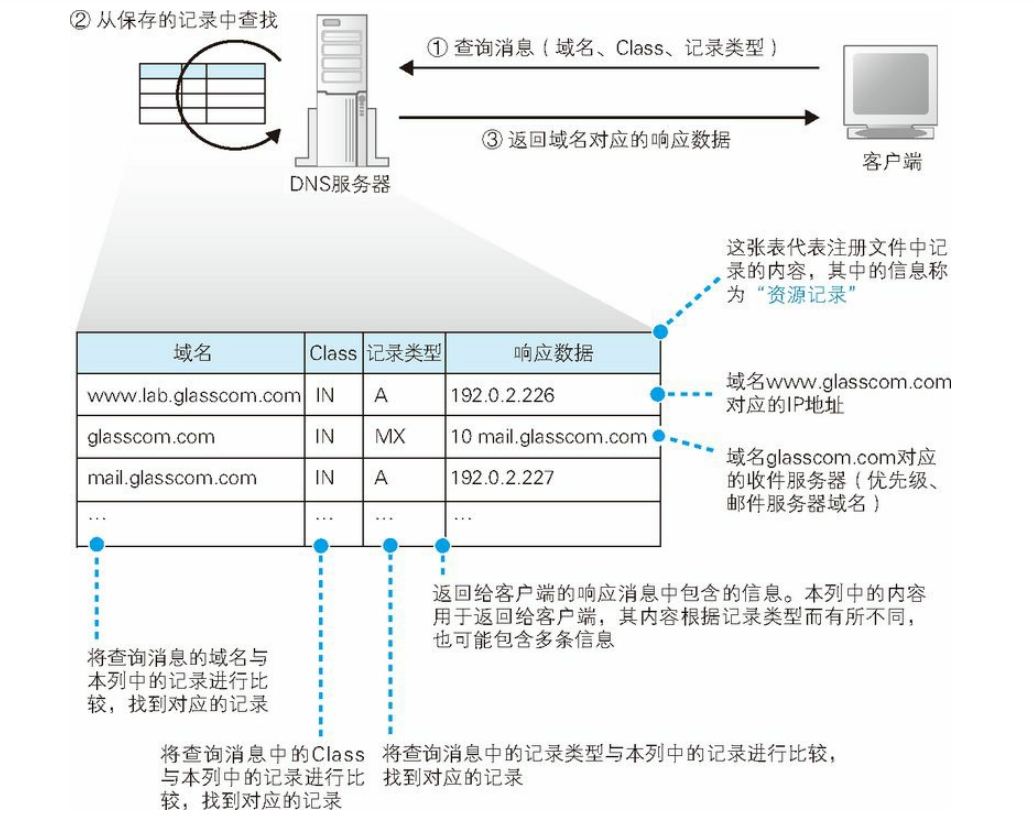 ② 从保存的记录中查找
① 查询消息（域名、Class、记录类型）
③ 返回域名对应的响应数据
客户端
DNS服务器
这张表代表注册文件中记
录的内容，其中的信息称
为“资源记录”
域名 Class 记录类型 响应数据
www.lab.glasscom.com IN A 192.0.2.226
glasscom.com IN MX 10 mail.glasscom.com
mail.glasscom.com IN A 192.0.2.227
… … … …
域名www.glasscom.com
对应的IP地址
域名glasscom.com对应
的收件服务器（优先级、
邮件服务器域名）
返回给客户端的响应消息中包含的信息。本列中的内容
用于返回给客户端，其内容根据记录类型而有所不同，
也可能包含多条信息
将查询消息的域名与
本列中的记录进行比
较，找到对应的记录
将查询消息中的Class
与本列中的记录进行比
较，找到对应的记录
将查询消息中的记录类型与本列中的记录进行比较，
找到对应的记录